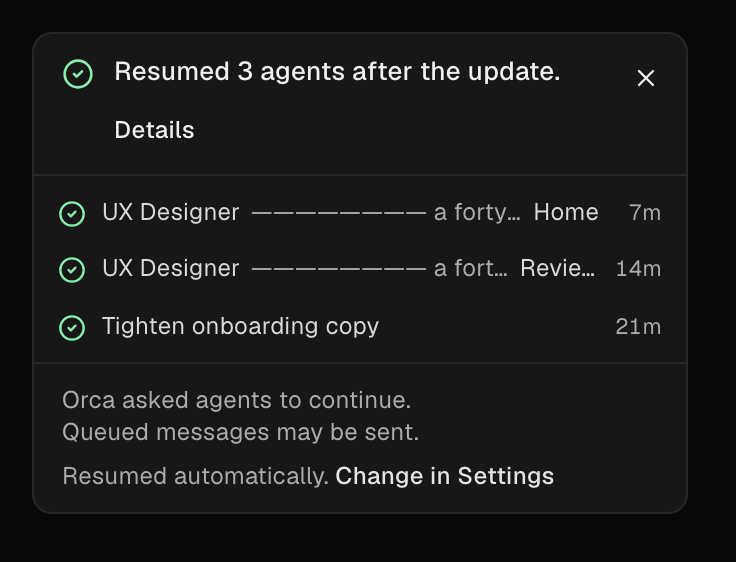 Resumed 3 agents after the update.
Details
UX Designer ———————— a forty… Home 7m
UX Designer ———————— a fort… Revie… 14m
Tighten onboarding copy 21m
Orca asked agents to continue.
Queued messages may be sent.
Resumed automatically. Change in Settings